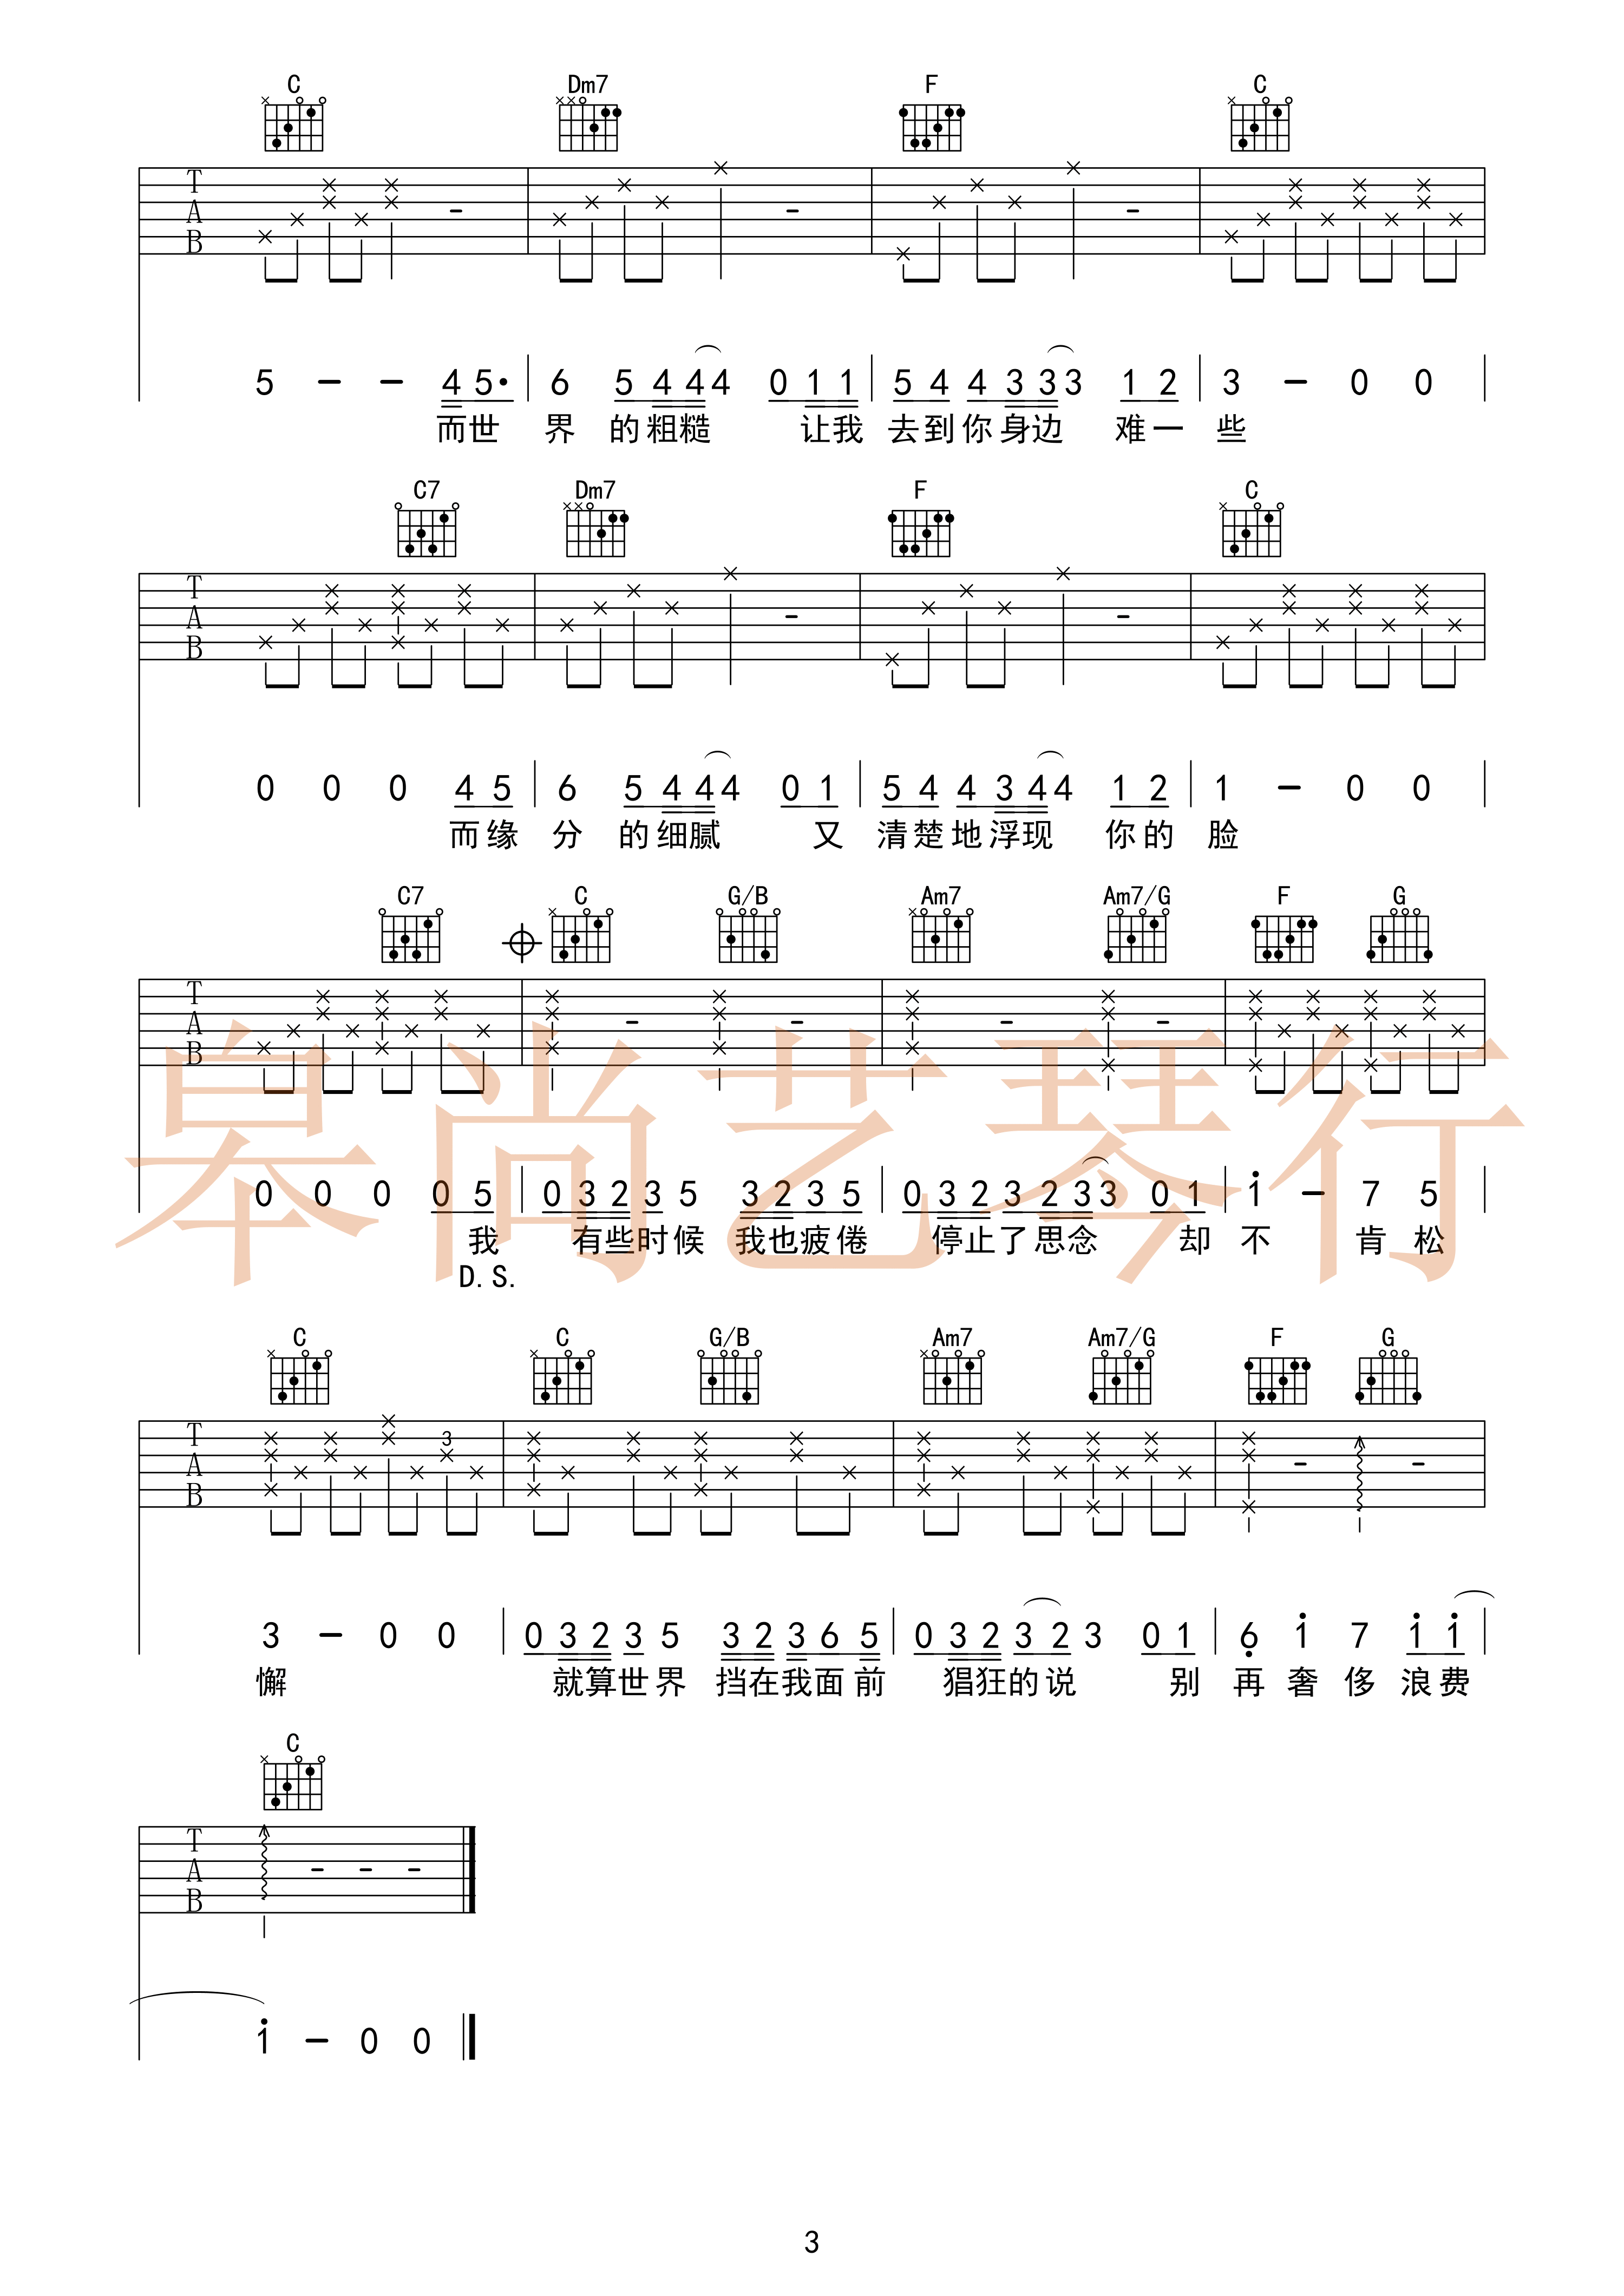 C Dm7 F C
T
A
B
5 - - 4 5· 6 5 4 4 4 0 1 1 5 4 4 3 3 3 1 2 3 - 0 0
而世 界 的粗糙 让我 去到你身边 难一 些
C7 Dm7 F C
T
A
B
0 0 0 4 5 6 5 4 4 4 0 1 5 4 4 3 4 4 1 2 1 - 0 0
而缘 分 的细腻 又 清楚地浮现 你的 脸
C7 C G/B Am7 Am7/G F G
T
A
B
0 0 0 0 5 0 3 2 3 5 3 2 3 5 0 3 2 3 2 3 3 0 1 1 - 7 5
我 有些时候 我也疲倦 停止了思念 却 不 肯 松
D.S.
皋尚艺琴行
C C G/B Am7 Am7/G F G
T
A
B
3
3 - 0 0 0 3 2 3 5 3 2 3 6 5 0 3 2 3 2 3 0 1 6 1 7 1 1
懈 就算世界 挡在我面前 猖狂的说 别 再 奢 侈 浪费
C
T
A
B
1 - 0 0
3